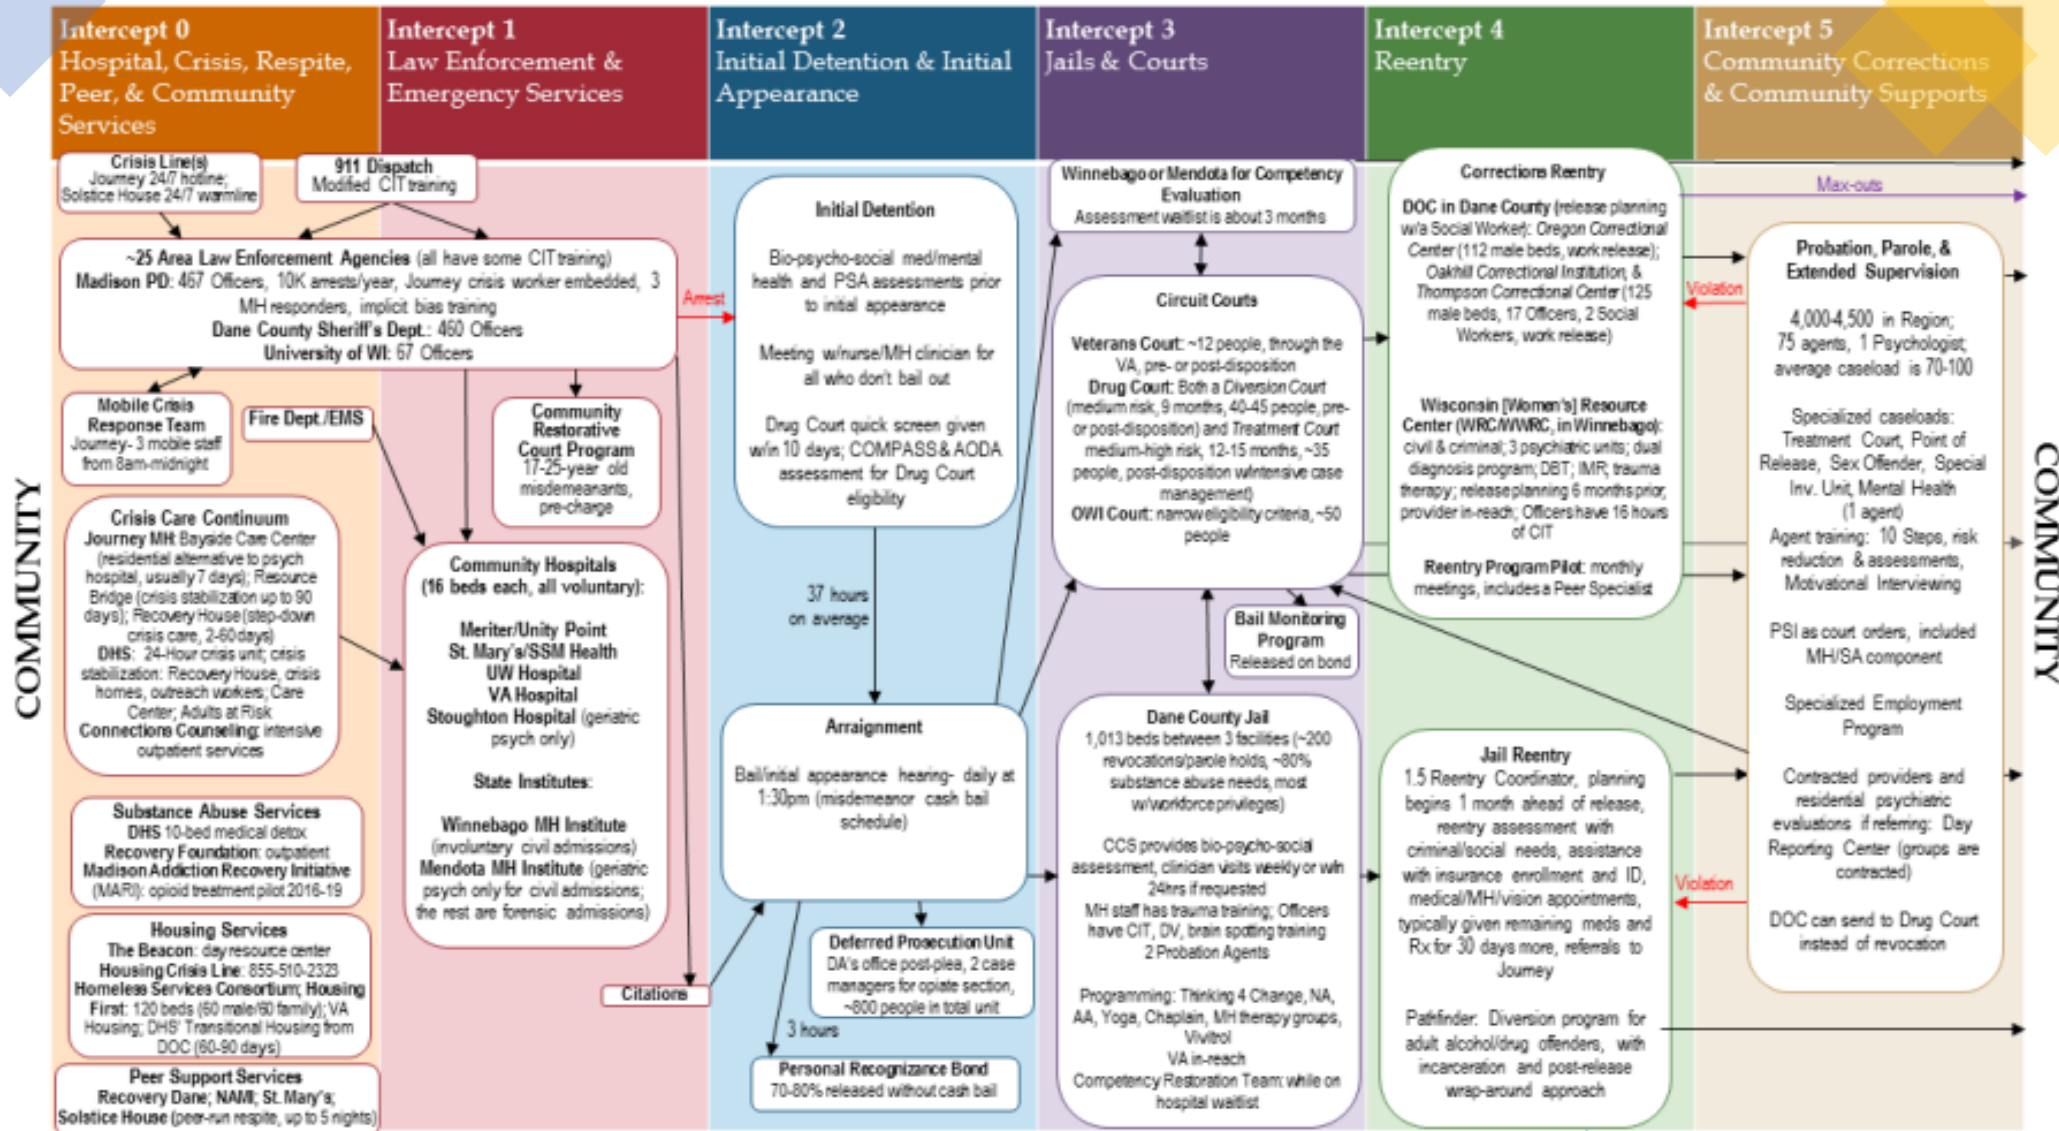 Intercept 0
Hospital, Crisis, Respite,
Peer, & Community
Services
Intercept 1
Law Enforcement &
Emergency Services
Intercept 2
Initial Detention & Initial
Appearance
Intercept 3
Jails & Courts
Intercept 4
Reentry
Intercept 5
Community Corrections
& Community Supports
COMMUNITY
Crisis Line(s)
Journey 24/7 hotline;
Solstice House 24/7 warmline
911 Dispatch
Modified CIT training
~25 Area Law Enforcement Agencies (all have some CIT training)
Madison PD: 467 Officers, 10K arrests/year, Journey crisis worker embedded, 3
MH responders, implicit bias training
Dane County Sheriff's Dept.: 460 Officers
University of WI: 67 Officers
Arrest
Mobile Crisis
Response Team
Journey- 3 mobile staff
from 8am-midnight
Fire Dept./EMS
Community
Restorative
Court Program
17-25-year old
misdemeanants,
pre-charge
Crisis Care Continuum
Journey MH: Bayside Care Center
(residential alternative to psych
hospital, usually 7 days); Resource
Bridge (crisis stabilization up to 90
days); Recovery House (step-down
crisis care, 2-60 days)
DHS: 24-Hour crisis unit; crisis
stabilization: Recovery House, crisis
homes, outreach workers; Care
Center; Adults at Risk
Connections Counseling: intensive
outpatient services
Substance Abuse Services
DHS 10-bed medical detox
Recovery Foundation: outpatient
Madison Addiction Recovery Initiative
(MARI): opioid treatment pilot 2016-19
Housing Services
The Beacon: day resource center
Housing Crisis Line: 855-510-2323
Homeless Services Consortium; Housing
First: 120 beds (60 male/60 family); VA
Housing; DHS' Transitional Housing from
DOC (60-90 days)
Peer Support Services
Recovery Dane; NAMI; St. Mary's;
Solstice House (peer-run respite, up to 5 nights)
Community Hospitals
(16 beds each, all voluntary):
Meriter/Unity Point
St. Mary's/SSM Health
UW Hospital
VA Hospital
Stoughton Hospital (geriatric
psych only)
State Institutes:
Winnebago MH Institute
(involuntary civil admissions)
Mendota MH Institute (geriatric
psych only for civil admissions;
the rest are forensic admissions)
Citations
Initial Detention
Bio-psycho-social med/mental
health and PSA assessments prior
to initial appearance
Meeting w/nurse/MH clinician for
all who don't bail out
Drug Court quick screen given
w/in 10 days; COMPASS & AODA
assessment for Drug Court
eligibility
37 hours
on average
Arraignment
Bail/initial appearance hearing- daily at
1:30pm (misdemeanor cash bail
schedule)
Deferred Prosecution Unit
DA's office post-plea, 2 case
managers for opiate section,
~800 people in total unit
3 hours
Personal Recognizance Bond
70-80% released without cash bail
Winnebago or Mendota for Competency
Evaluation
Assessment waitlist is about 3 months
Circuit Courts
Veterans Court: ~12 people, through the
VA, pre- or post-disposition
Drug Court: Both a Diversion Court
(medium risk, 9 months, 40-45 people, pre-
or post-disposition) and Treatment Court
medium-high risk, 12-15 months, ~35
people, post-disposition w/intensive case
management)
OWI Court: narrow eligibility criteria, ~50
people
Bail Monitoring
Program
Released on bond
Dane County Jail
1,013 beds between 3 facilities (~200
revocations/parole holds, ~80%
substance abuse needs, most
w/workforce privileges)
CCS provides bio-psycho-social
assessment, clinician visits weekly or w/in
24hrs if requested
MH staff has trauma training; Officers
have CIT, DV, brain spotting training
2 Probation Agents
Programming: Thinking 4 Change, NA,
AA, Yoga, Chaplain, MH therapy groups,
Vivitrol
VA in-reach
Competency Restoration Team: while on
hospital waitlist
Corrections Reentry
DOC in Dane County (release planning
w/a Social Worker): Oregon Correctional
Center (112 male beds, work release);
Oakhill Correctional Institution, &
Thompson Correctional Center (125
male beds, 17 Officers, 2 Social
Workers, work release)
Wisconsin [Women's] Resource
Center (WRC/WWRC, in Winnebago):
civil & criminal; 3 psychiatric units; dual
diagnosis program; DBT; IMR; trauma
therapy; release planning 6 months prior,
provider in-reach; Officers have 16 hours
of CIT
Reentry Program Pilot: monthly
meetings, includes a Peer Specialist
Jail Reentry
1.5 Reentry Coordinator, planning
begins 1 month ahead of release,
reentry assessment with
criminal/social needs, assistance
with insurance enrollment and ID,
medical/MH/vision appointments,
typically given remaining meds and
Rx for 30 days more, referrals to
Journey
Pathfinder: Diversion program for
adult alcohol/drug offenders, with
incarceration and post-release
wrap-around approach
Max-outs
Violation
Violation
Probation, Parole, &
Extended Supervision
4,000-4,500 in Region;
75 agents, 1 Psychologist;
average caseload is 70-100
Specialized caseloads:
Treatment Court, Point of
Release, Sex Offender, Special
Inv. Unit, Mental Health
(1 agent)
Agent training: 10 Steps, risk
reduction & assessments,
Motivational Interviewing
PSI as court orders, included
MH/SA component
Specialized Employment
Program
Contracted providers and
residential psychiatric
evaluations if referring: Day
Reporting Center (groups are
contracted)
DOC can send to Drug Court
instead of revocation
COMMUNITY